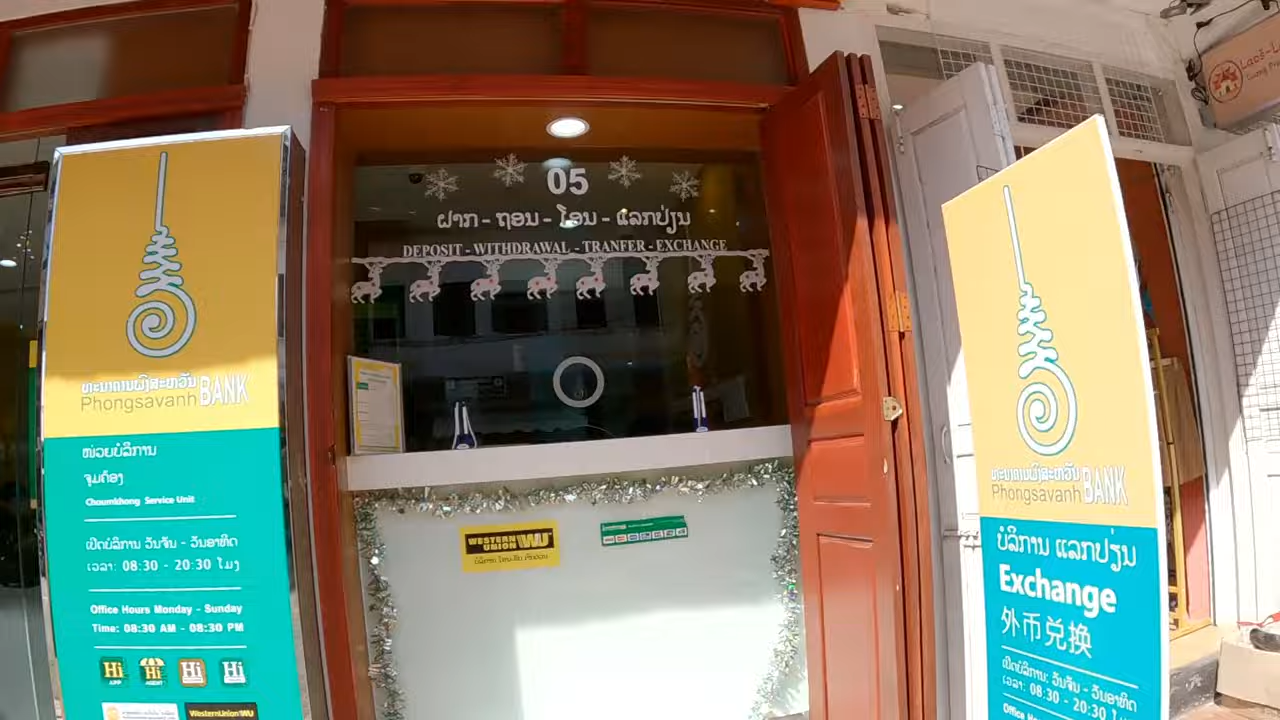 ທະນາຄານພົງສະຫວັນ BANK
Phongsavanh
ໜ່ວຍບໍລິການ
ຈຸມຄ້ອງ
Choumkhong Service Unit
ເປີດບໍລິການ ວັນຈັນ - ວັນອາທິດ
ເວລາ: 08:30 - 20:30 ໂມງ
Office Hours Monday - Sunday
Time: 08:30 AM - 08:30 PM
Hi Hi Hi Hi
APP AGENT
WesternUnion WU
05
ຝາກ - ຖອນ - ໂອນ - ແລກປ່ຽນ
DEPOSIT - WITHDRAWAL - TRANFER - EXCHANGE
WESTERN UNION WU
ທະນາຄານພົງສະຫວັນ BANK
Phongsavanh
ບໍລິການ ແລກປ່ຽນ
Exchange
外币兑换
ເປີດບໍລິການ: ວັນຈັນ - ວັນອາທິດ
ເວລາ: 08:30 - 20:30
Office